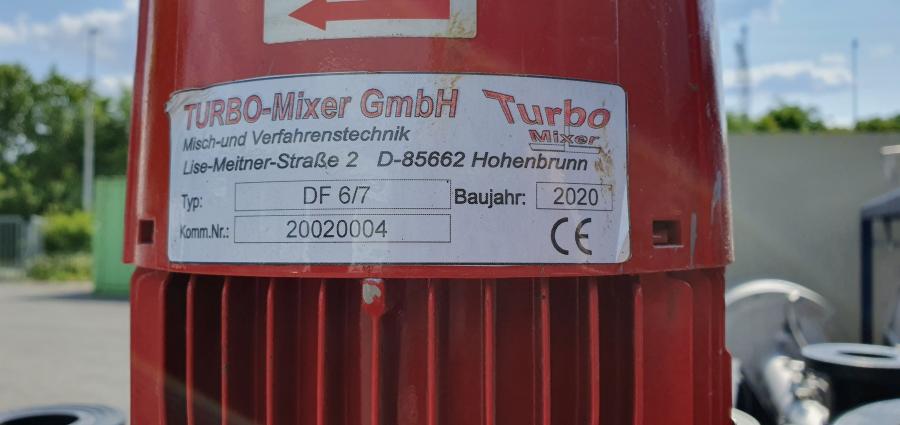 TURBO-Mixer GmbH
Turbo
Mixer
Misch-und Verfahrenstechnik
Lise-Meitner-Straße 2 D-85662 Hohenbrunn
Typ: DF 6/7 Baujahr: 2020
Komm.Nr.: 20020004 CE